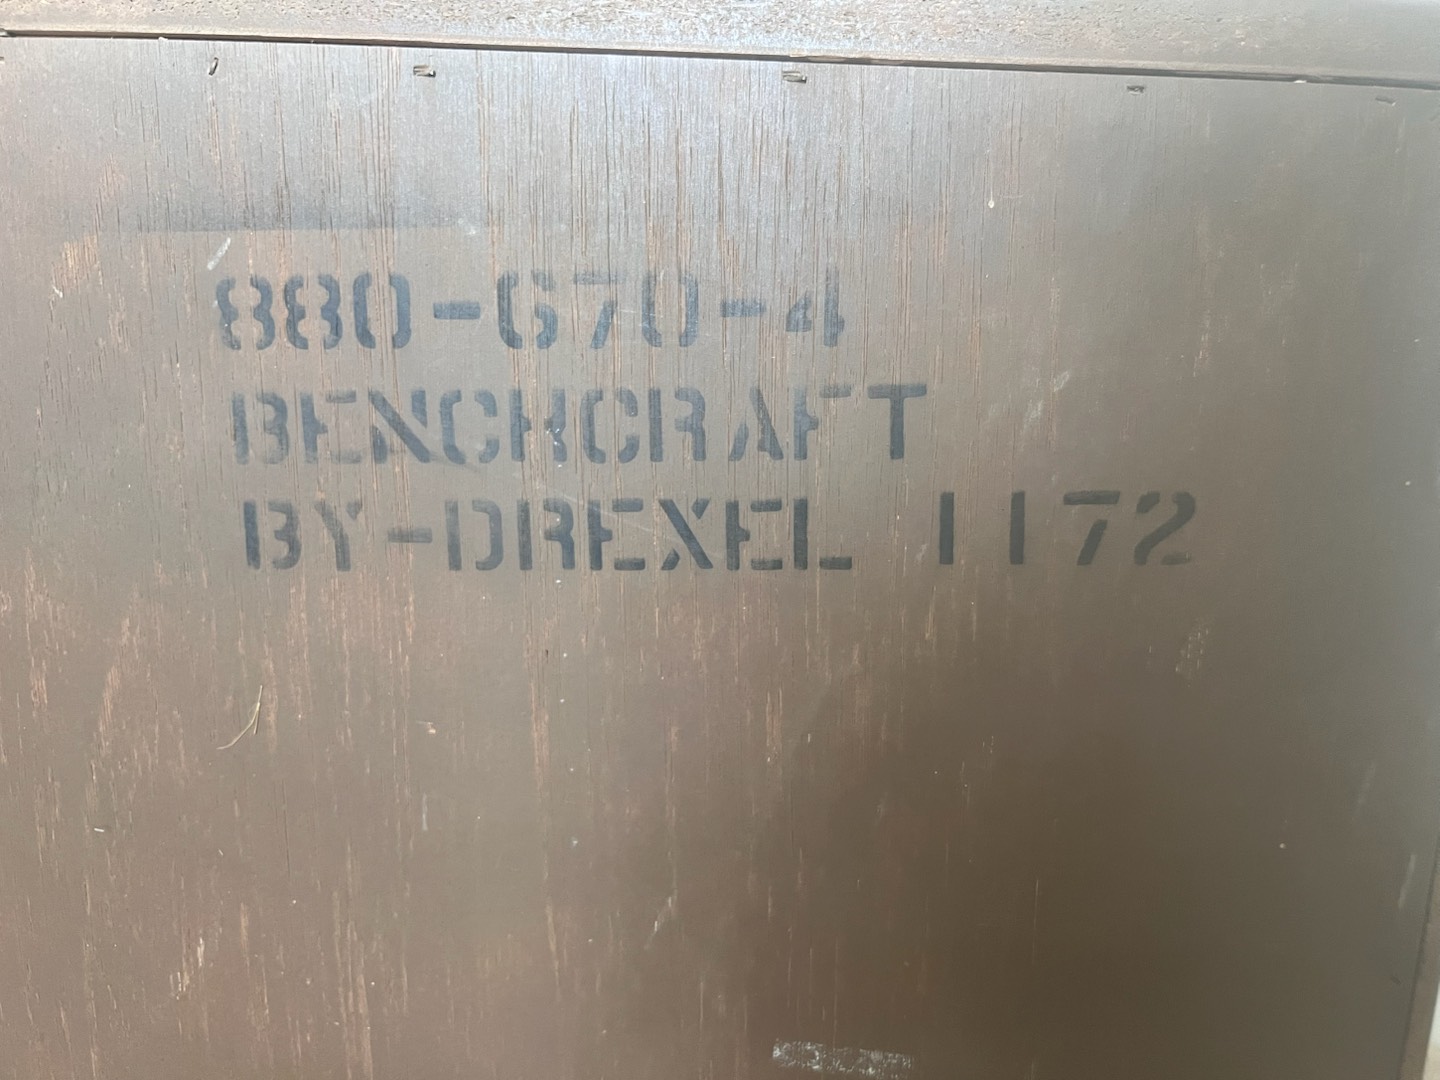 880-670-4
BENCHCRAFT
BY-DREXEL 1172